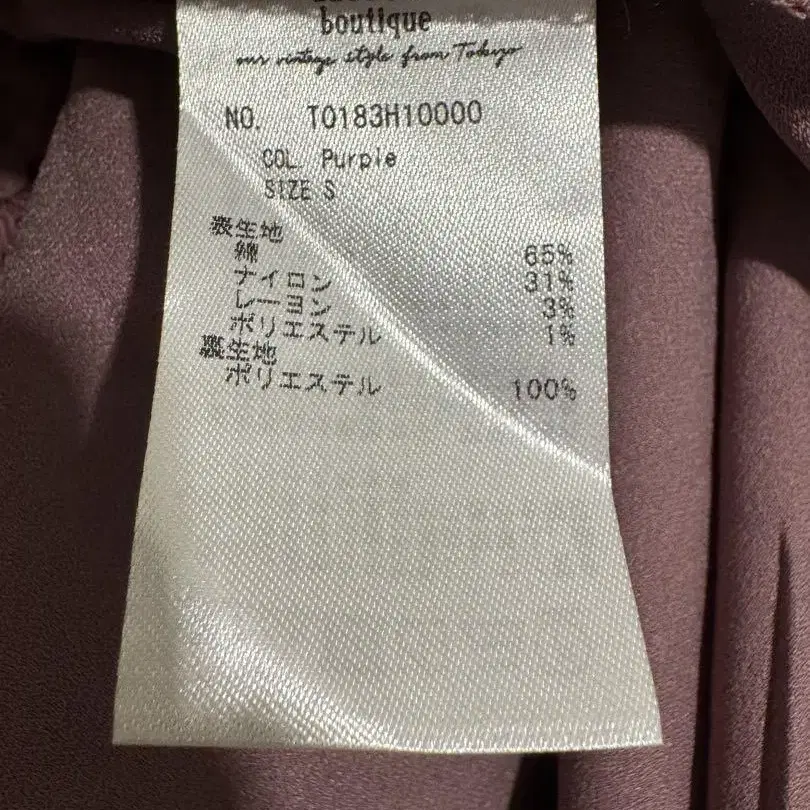 boutique
our vintage style from Tokyo
NO. T0183H10000
COL. Purple
SIZE S
表生地
綿 65%
ナイロン 31%
レーヨン 3%
ポリエステル 1%
裏生地
ポリエステル 100%